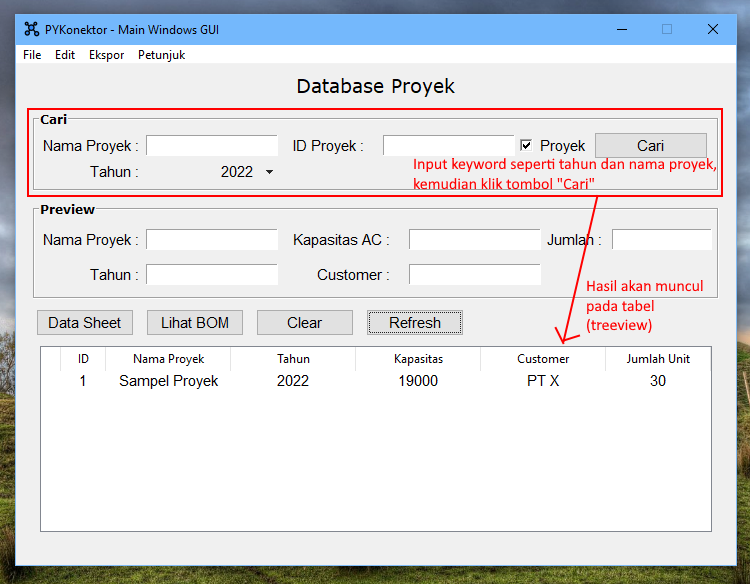 PYKonektor - Main Windows GUI
File Edit Ekspor Petunjuk
Database Proyek
Cari
Nama Proyek : ID Proyek : Proyek Cari
Tahun : 2022
Input keyword seperti tahun dan nama proyek,
kemudian klik tombol "Cari"
Preview
Nama Proyek : Kapasitas AC : Jumlah :
Tahun : Customer :
Hasil akan muncul
pada tabel
(treeview)
Data Sheet Lihat BOM Clear Refresh
ID Nama Proyek Tahun Kapasitas Customer Jumlah Unit
1 Sampel Proyek 2022 19000 PT X 30